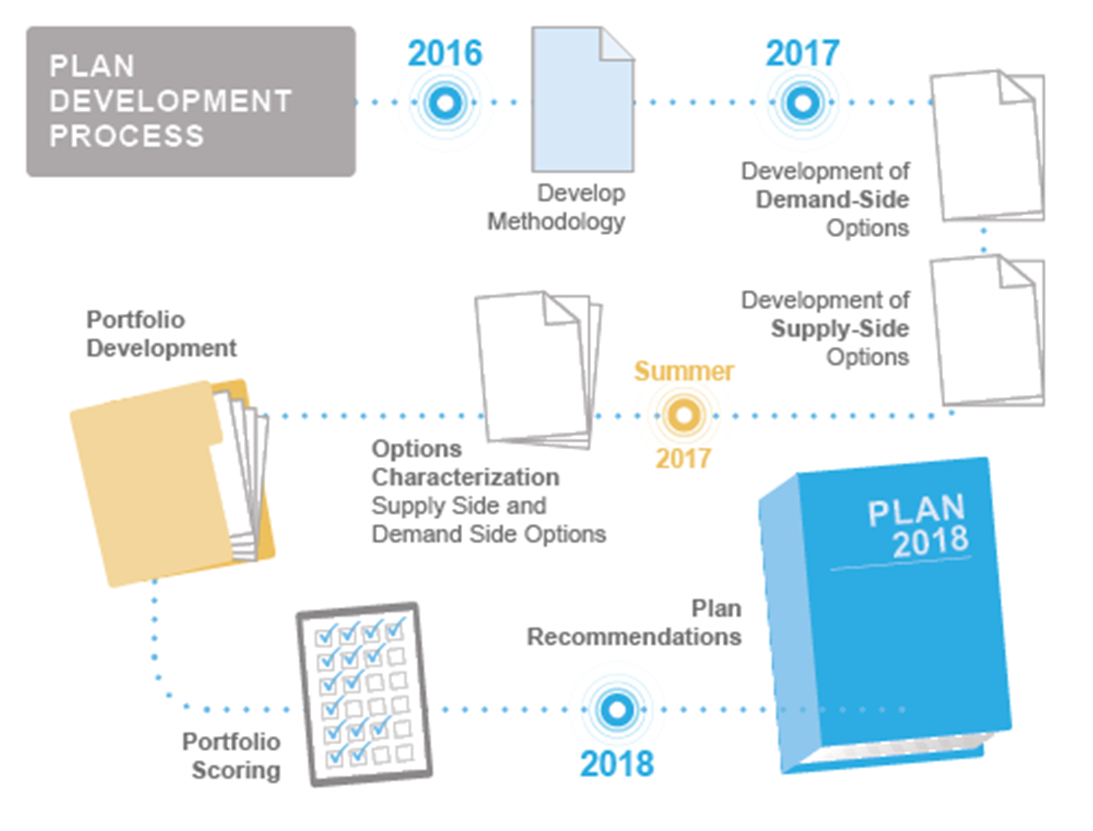 PLAN
DEVELOPMENT
PROCESS
2016
Develop
Methodology
2017
Development of
Demand-Side
Options
Development of
Supply-Side
Options
Summer
2017
Options
Characterization
Supply Side and
Demand Side Options
Portfolio
Development
Portfolio
Scoring
2018
Plan
Recommendations
PLAN
2018